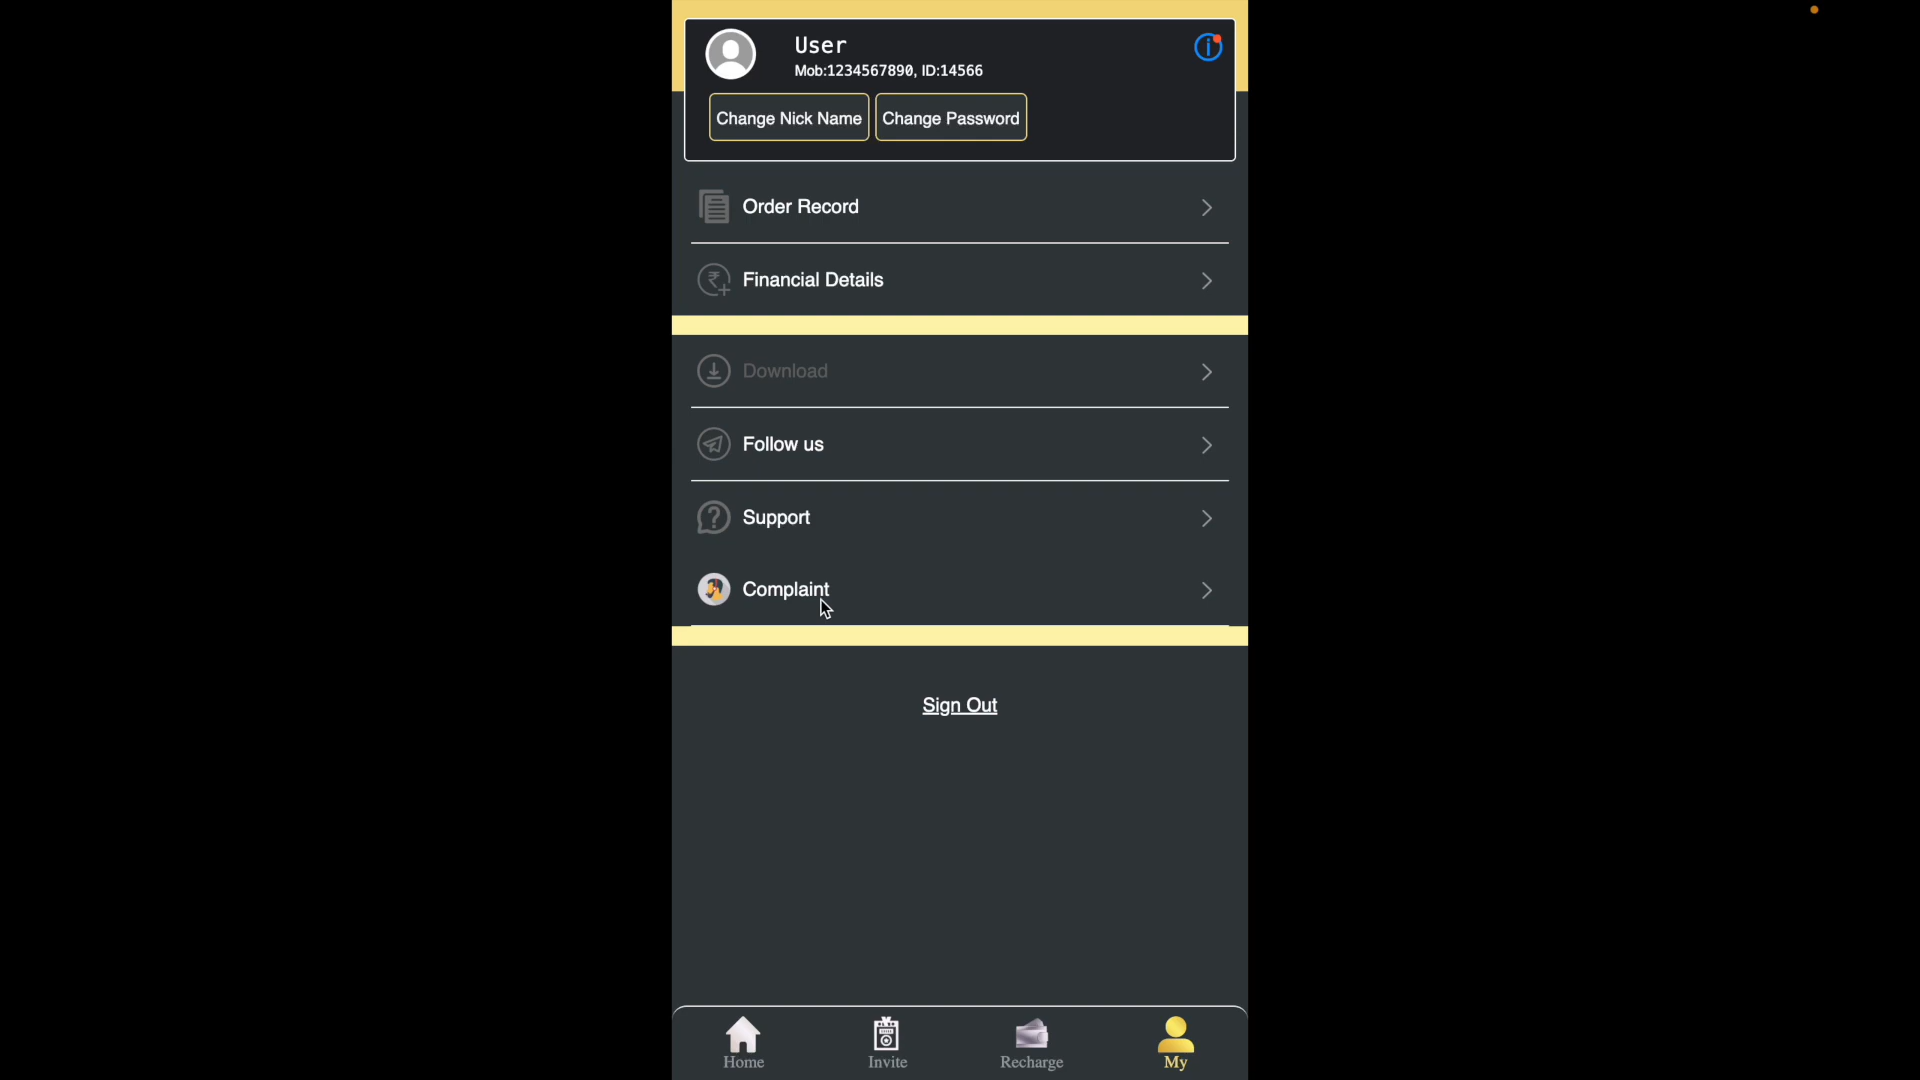 User
Mob:1234567890, ID:14566
Change Nick Name Change Password
Order Record
Financial Details
Download
Follow us
Support
Complaint
Sign Out
Home Invite Recharge My